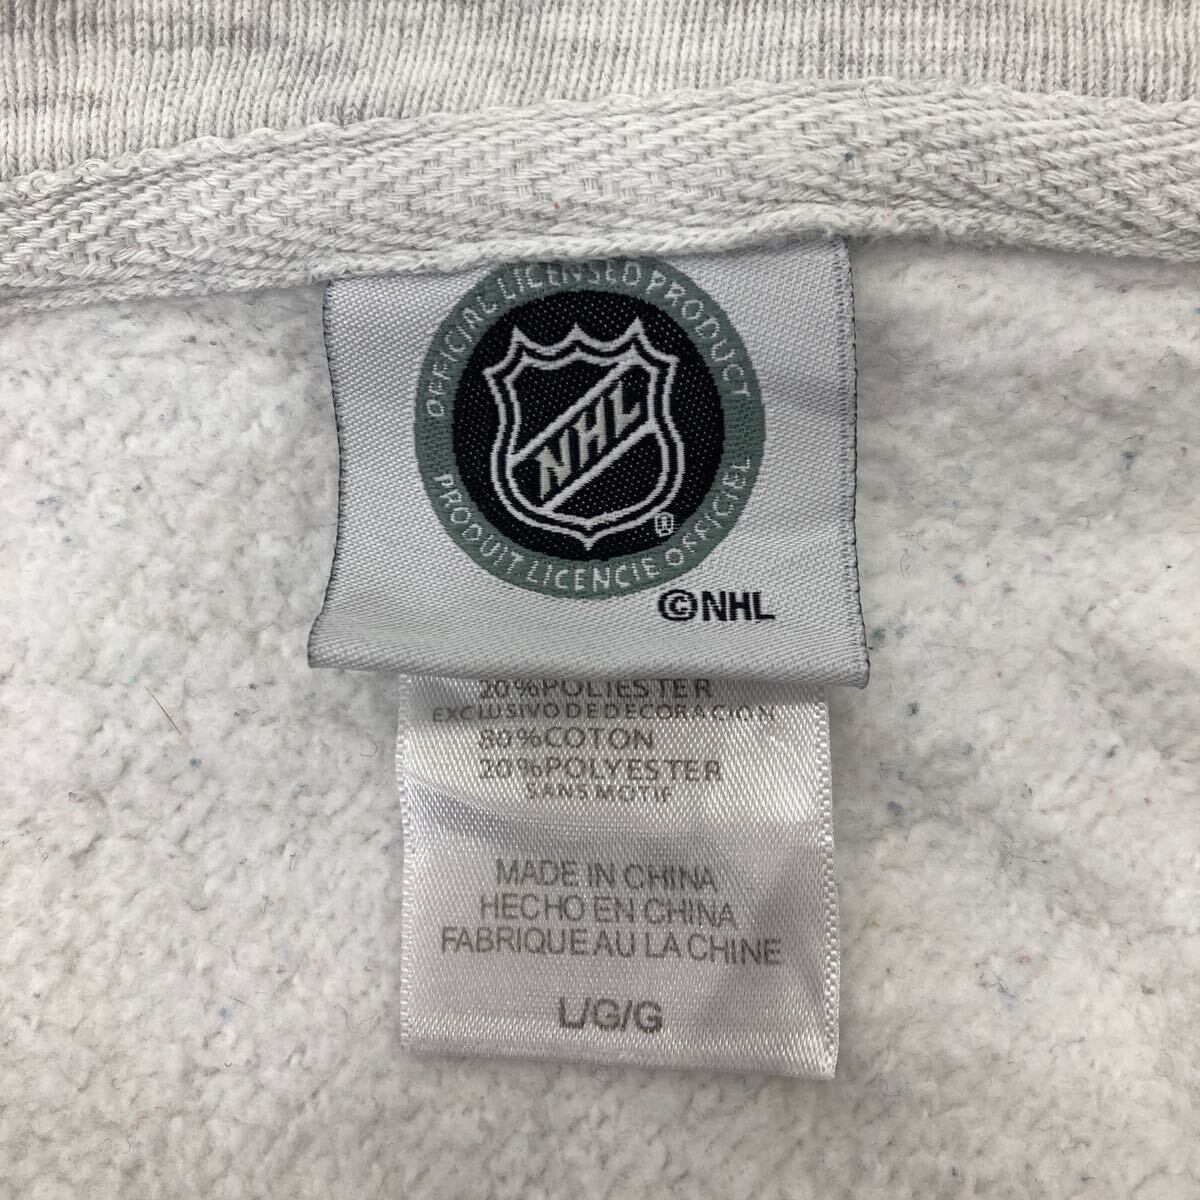 OFFICIAL LICENSED PRODUCT
NHL
®
PRODUIT LICENCIE OFFICIEL
©NHL
20%POLIESTER
EXCLUSIVO DE DECORACION
80%COTON
20%POLYESTER
SANS MOTIF
MADE IN CHINA
HECHO EN CHINA
FABRIQUE AU LA CHINE
L/G/G